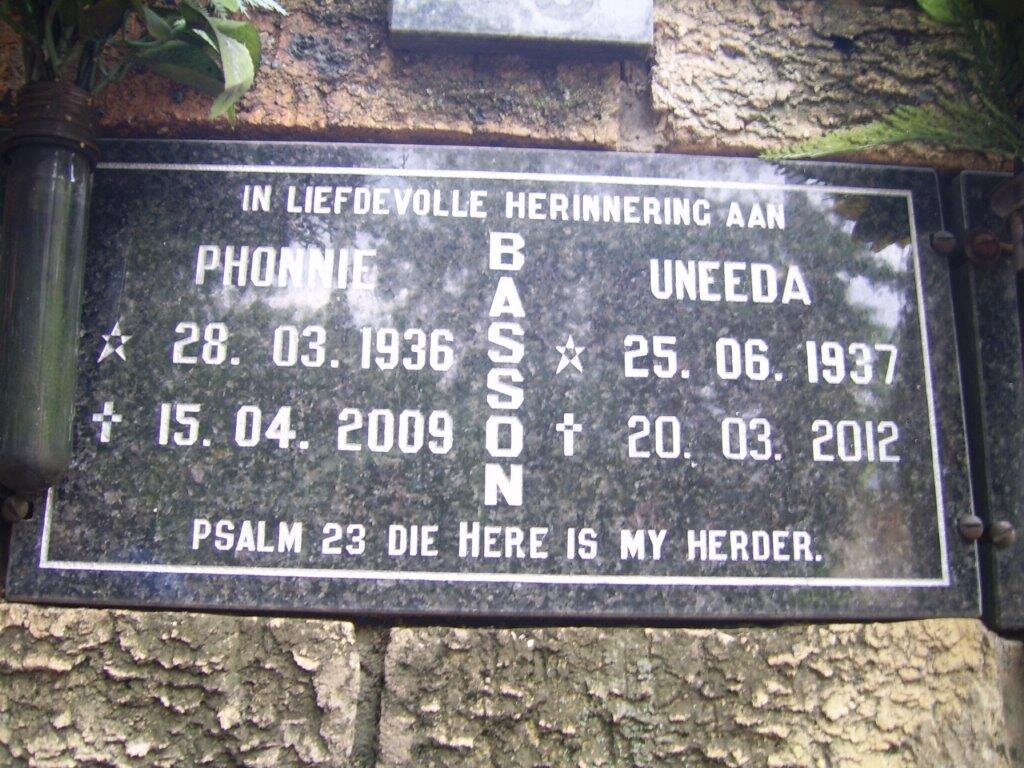 IN LIEFDEVOLLE HERINNERING AAN
PHONNIE
28. 03. 1936
15. 04. 2009
BASSON
UNEEDA
25. 06. 1937
20. 03. 2012
PSALM 23 DIE HERE IS MY HERDER.